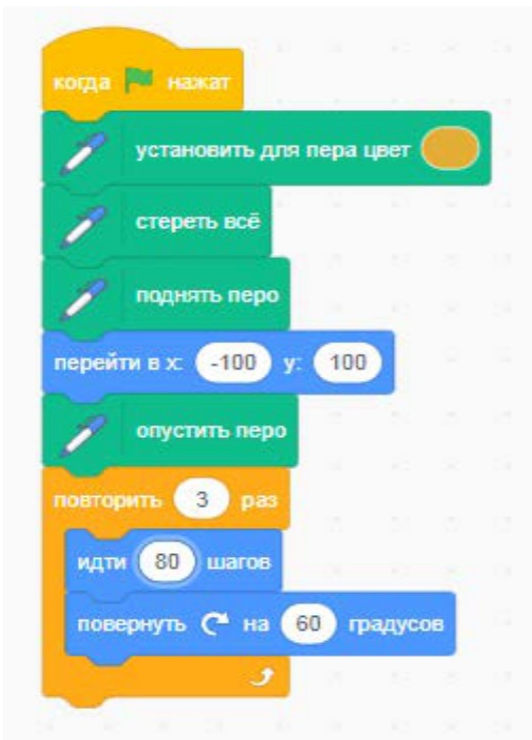 когда нажат
установить для пера цвет
стереть всё
поднять перо
перейти в x: -100 y: 100
опустить перо
повторить 3 раз
идти 80 шагов
повернуть на 60 градусов